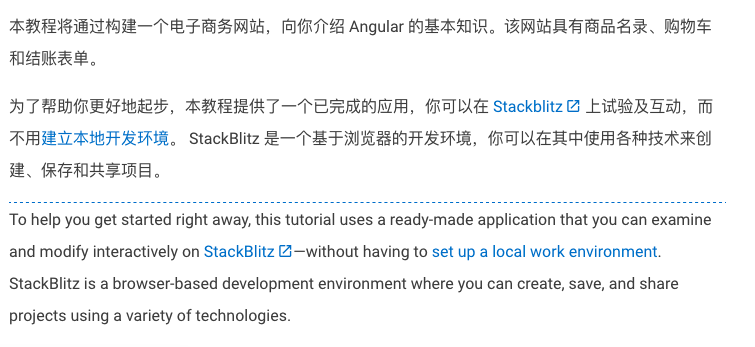 本教程将通过构建一个电子商务网站，向你介绍 Angular 的基本知识。该网站具有商品名录、购物车
和结账表单。
为了帮助你更好地起步，本教程提供了一个已完成的应用，你可以在 Stackblitz 上试验及互动，而
不用建立本地开发环境。 StackBlitz 是一个基于浏览器的开发环境，你可以在其中使用各种技术来创
建、保存和共享项目。
To help you get started right away, this tutorial uses a ready-made application that you can examine
and modify interactively on StackBlitz—without having to set up a local work environment.
StackBlitz is a browser-based development environment where you can create, save, and share
projects using a variety of technologies.